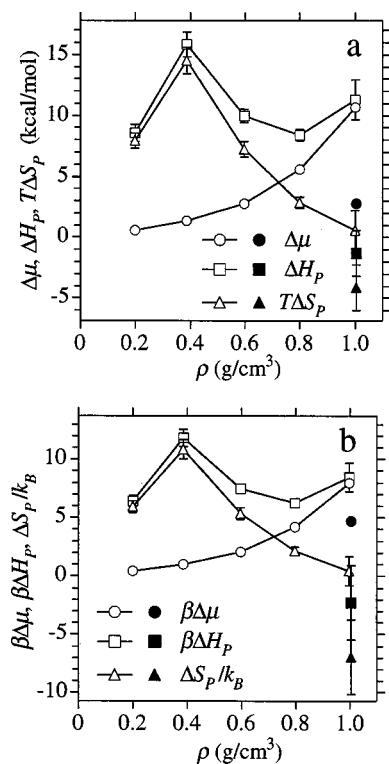 a
Δμ, ΔH_P, TΔS_P (kcal/mol)
15
10
5
0
-5
○ ● Δμ
□ ■ ΔH_P
△ ▲ TΔS_P
0 0.2 0.4 0.6 0.8 1.0
ρ (g/cm³)
b
βΔμ, βΔH_P, ΔS_P/k_B
10
5
0
-5
-10
○ ● βΔμ
□ ■ βΔH_P
△ ▲ ΔS_P/k_B
0 0.2 0.4 0.6 0.8 1.0
ρ (g/cm³)